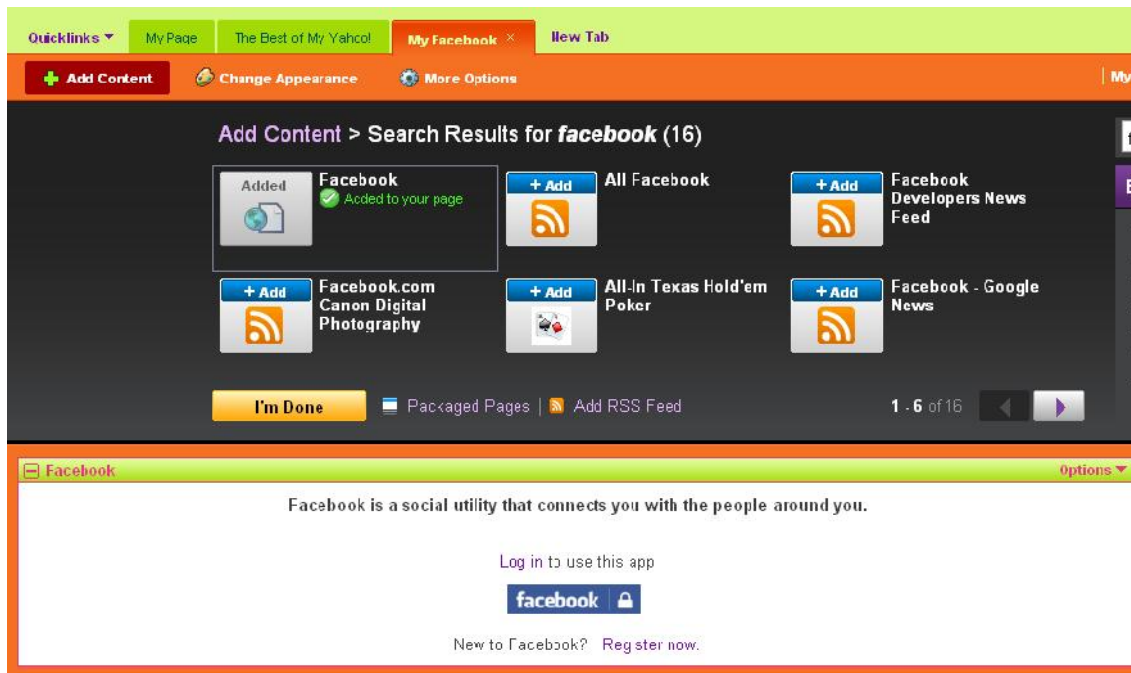 Quicklinks My Page The Best of My Yahoo! My Facebook × New Tab
Add Content Change Appearance More Options My
Add Content > Search Results for facebook (16)
Added
Facebook
Added to your page
+ Add
All Facebook
+ Add
Facebook
Developers News
Feed
+ Add
Facebook.com
Canon Digital
Photography
+ Add
All-In Texas Hold'em
Poker
+ Add
Facebook - Google
News
I'm Done Packaged Pages | Add RSS Feed 1 - 6 of 16
Facebook Options
Facebook is a social utility that connects you with the people around you.
Log in to use this app
facebook
New to Facebook? Register now.